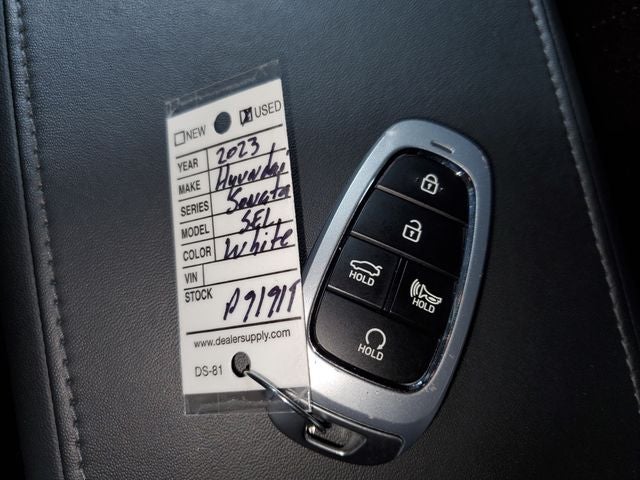 NEW USED
YEAR 2023
MAKE Hyundai
SERIES Sonata
MODEL SEL
COLOR White
VIN
STOCK P9191T
www.dealersupply.com
DS-81
HOLD
HOLD
HOLD